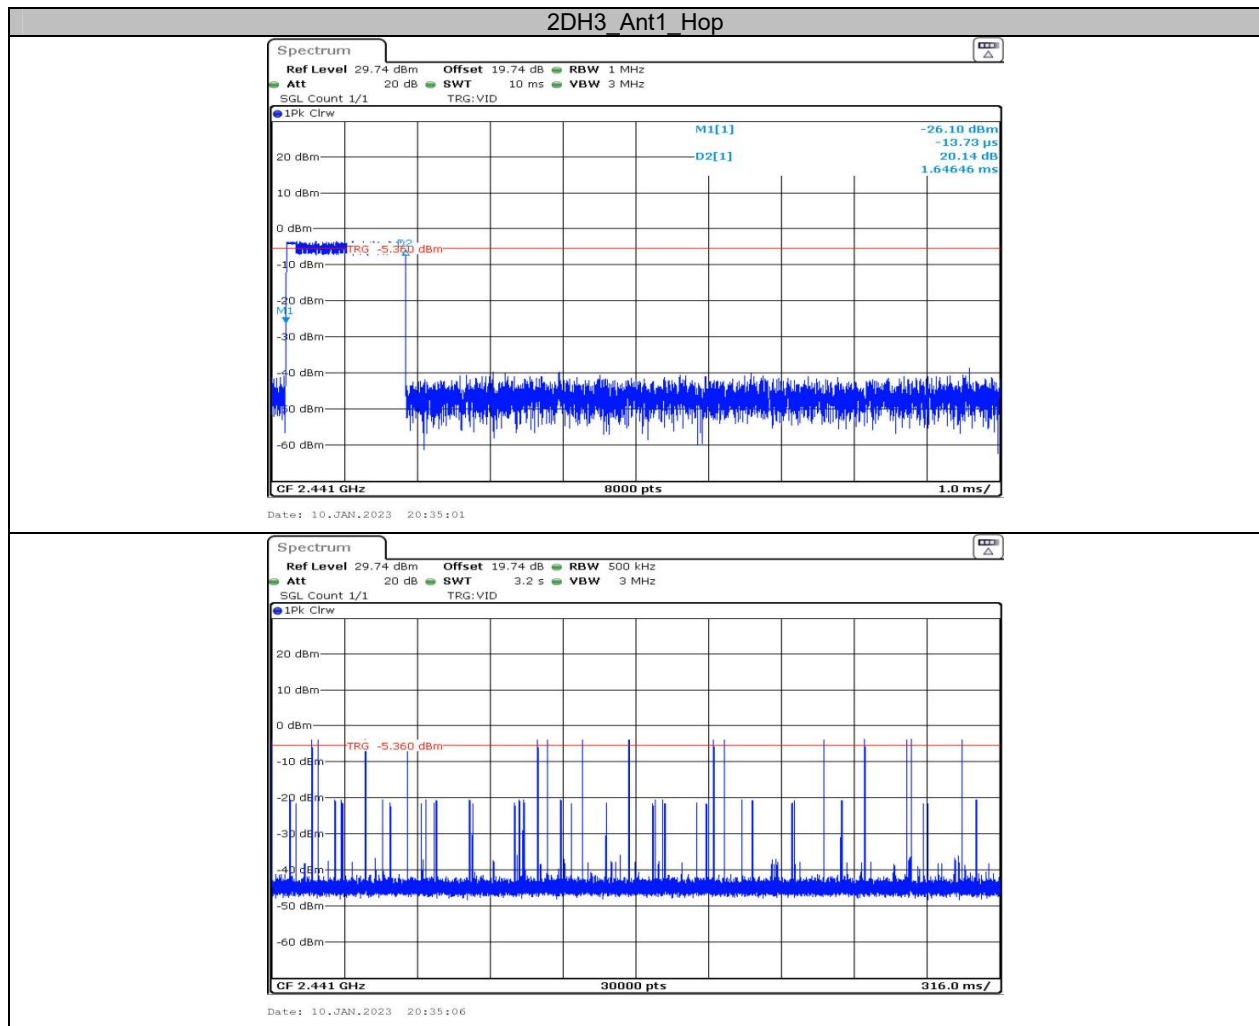 2DH3_Ant1_Hop
Spectrum
Ref Level 29.74 dBm Offset 19.74 dB RBW 1 MHz
Att 20 dB SWT 10 ms VBW 3 MHz
SGL Count 1/1 TRG:VID
1Pk Clrw
M1[1] -26.10 dBm
-13.73 µs
20 dBm D2[1] 20.14 dB
1.64646 ms
10 dBm
0 dBm
D2
TRG -5.360 dBm
-10 dBm
-20 dBm
M1
-30 dBm
-40 dBm
-50 dBm
-60 dBm
CF 2.441 GHz 8000 pts 1.0 ms/
Date: 10.JAN.2023 20:35:01
Spectrum
Ref Level 29.74 dBm Offset 19.74 dB RBW 500 kHz
Att 20 dB SWT 3.2 s VBW 3 MHz
SGL Count 1/1 TRG:VID
1Pk Clrw
20 dBm
10 dBm
0 dBm
TRG -5.360 dBm
-10 dBm
-20 dBm
-30 dBm
-40 dBm
-50 dBm
-60 dBm
CF 2.441 GHz 30000 pts 316.0 ms/
Date: 10.JAN.2023 20:35:06